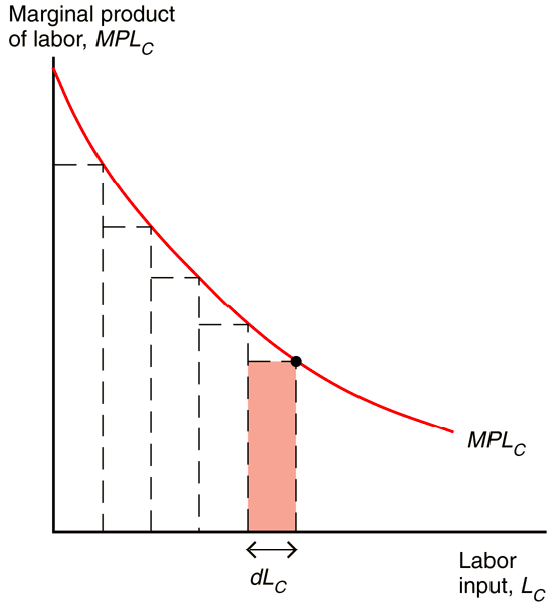 Marginal product
of labor, MPL_C
MPL_C
dL_C
Labor
input, L_C